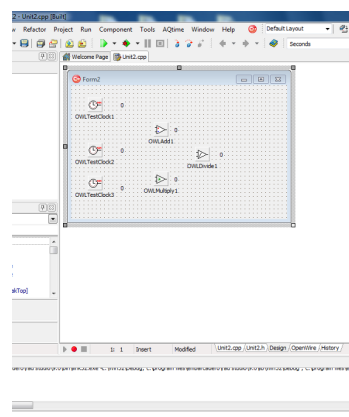 2 - Unit2.cpp [Built]
w Refactor Project Run Component Tools AQtime Window Help Default Layout
Seconds
Welcome Page Unit2.cpp
Form2
0
OWLTestClock1
0
OWLAdd1
0
OWLTestClock2
0
OWLDivide1
0
OWLMultiply1
0
OWLTestClock3
akTop]
1: 1 Insert Modified Unit2.cpp Unit2.h Design OpenWire History